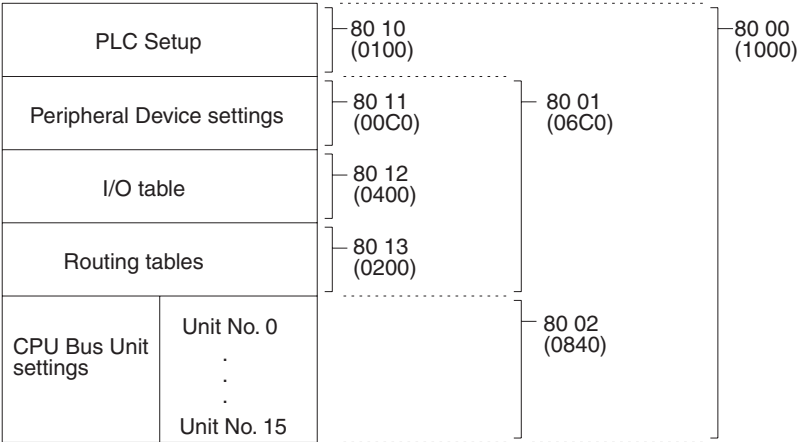 PLC Setup
80 10
(0100)
80 00
(1000)
Peripheral Device settings
80 11
(00C0)
80 01
(06C0)
I/O table
80 12
(0400)
Routing tables
80 13
(0200)
CPU Bus Unit
settings
Unit No. 0
.
.
.
Unit No. 15
80 02
(0840)